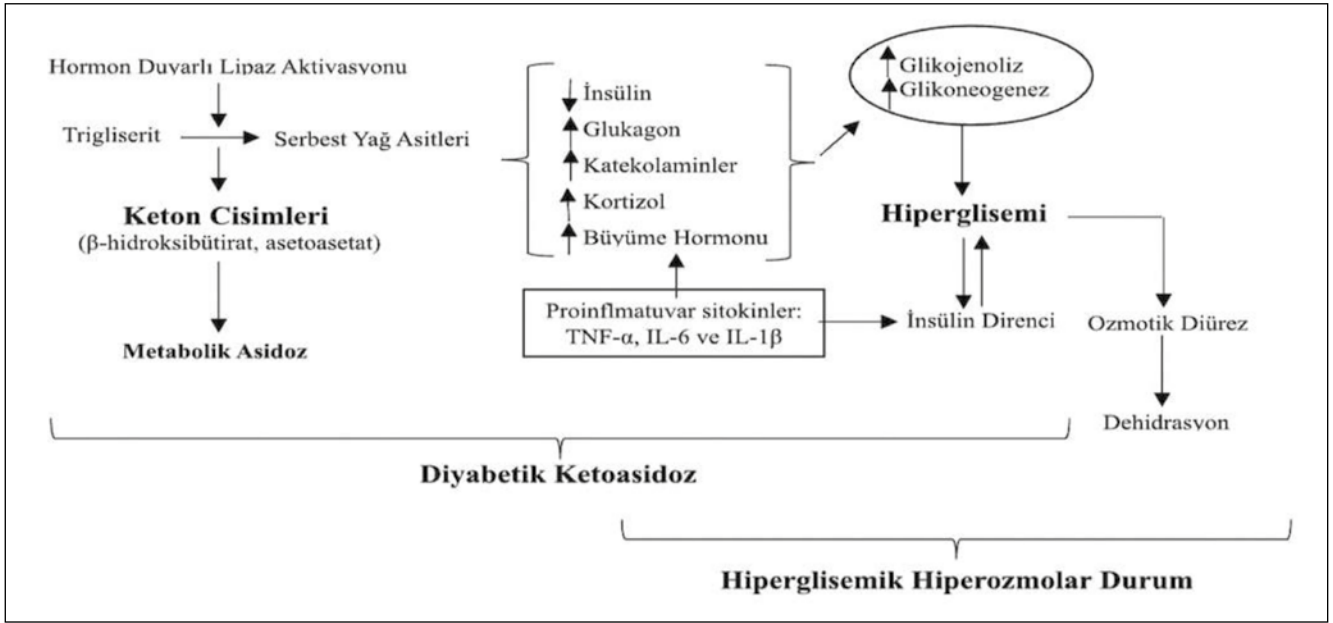 Hormon Duyarlı Lipaz Aktivasyonu
Trigliserit
Serbest Yağ Asitleri
Keton Cisimleri
(β-hidroksibütirat, asetoasetat)
Metabolik Asidoz
İnsülin
Glukagon
Katekolaminler
Kortizol
Büyüme Hormonu
Proinflmatuvar sitokinler:
TNF-α, IL-6 ve IL-1β
Glikojenoliz
Glikoneogenez
Hiperglisemi
İnsülin Direnci
Ozmotik Diürez
Dehidrasyon
Diyabetik Ketoasidoz
Hiperglisemik Hiperozmolar Durum